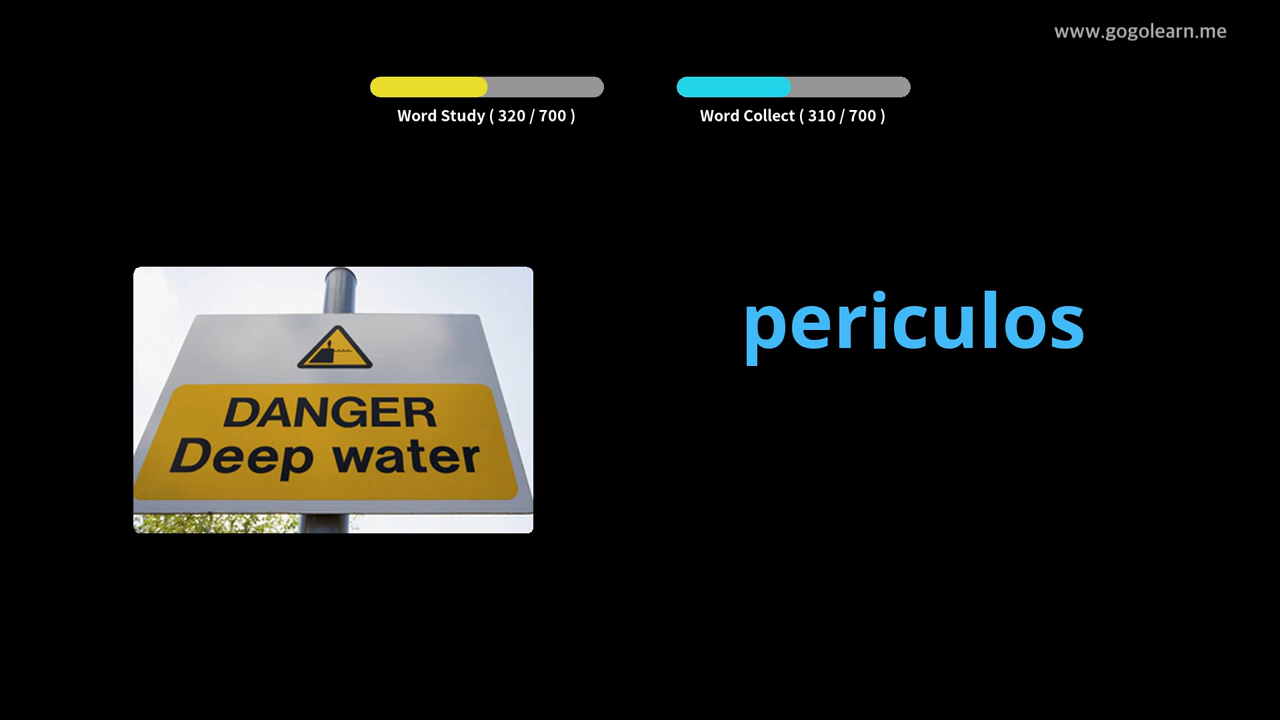 www.gogolearn.me
Word Study ( 320 / 700 )
Word Collect ( 310 / 700 )
periculos
DANGER
Deep water